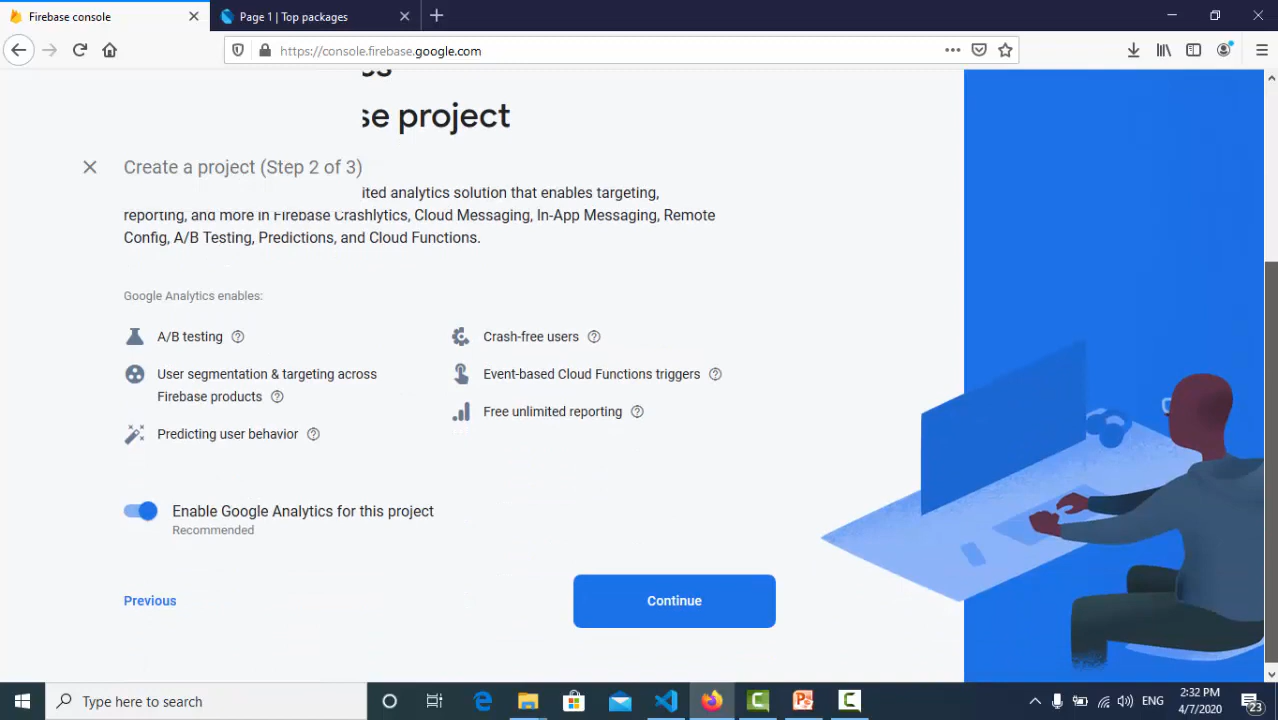 Firebase console
Page 1 | Top packages
https://console.firebase.google.com
se project
Create a project (Step 2 of 3)
ited analytics solution that enables targeting,
reporting, and more in Firebase Crashlytics, Cloud Messaging, In-App Messaging, Remote
Config, A/B Testing, Predictions, and Cloud Functions.
Google Analytics enables:
A/B testing
Crash-free users
User segmentation & targeting across
Firebase products
Event-based Cloud Functions triggers
Free unlimited reporting
Predicting user behavior
Enable Google Analytics for this project
Recommended
Previous
Continue
Type here to search
ENG
2:32 PM
4/7/2020
23